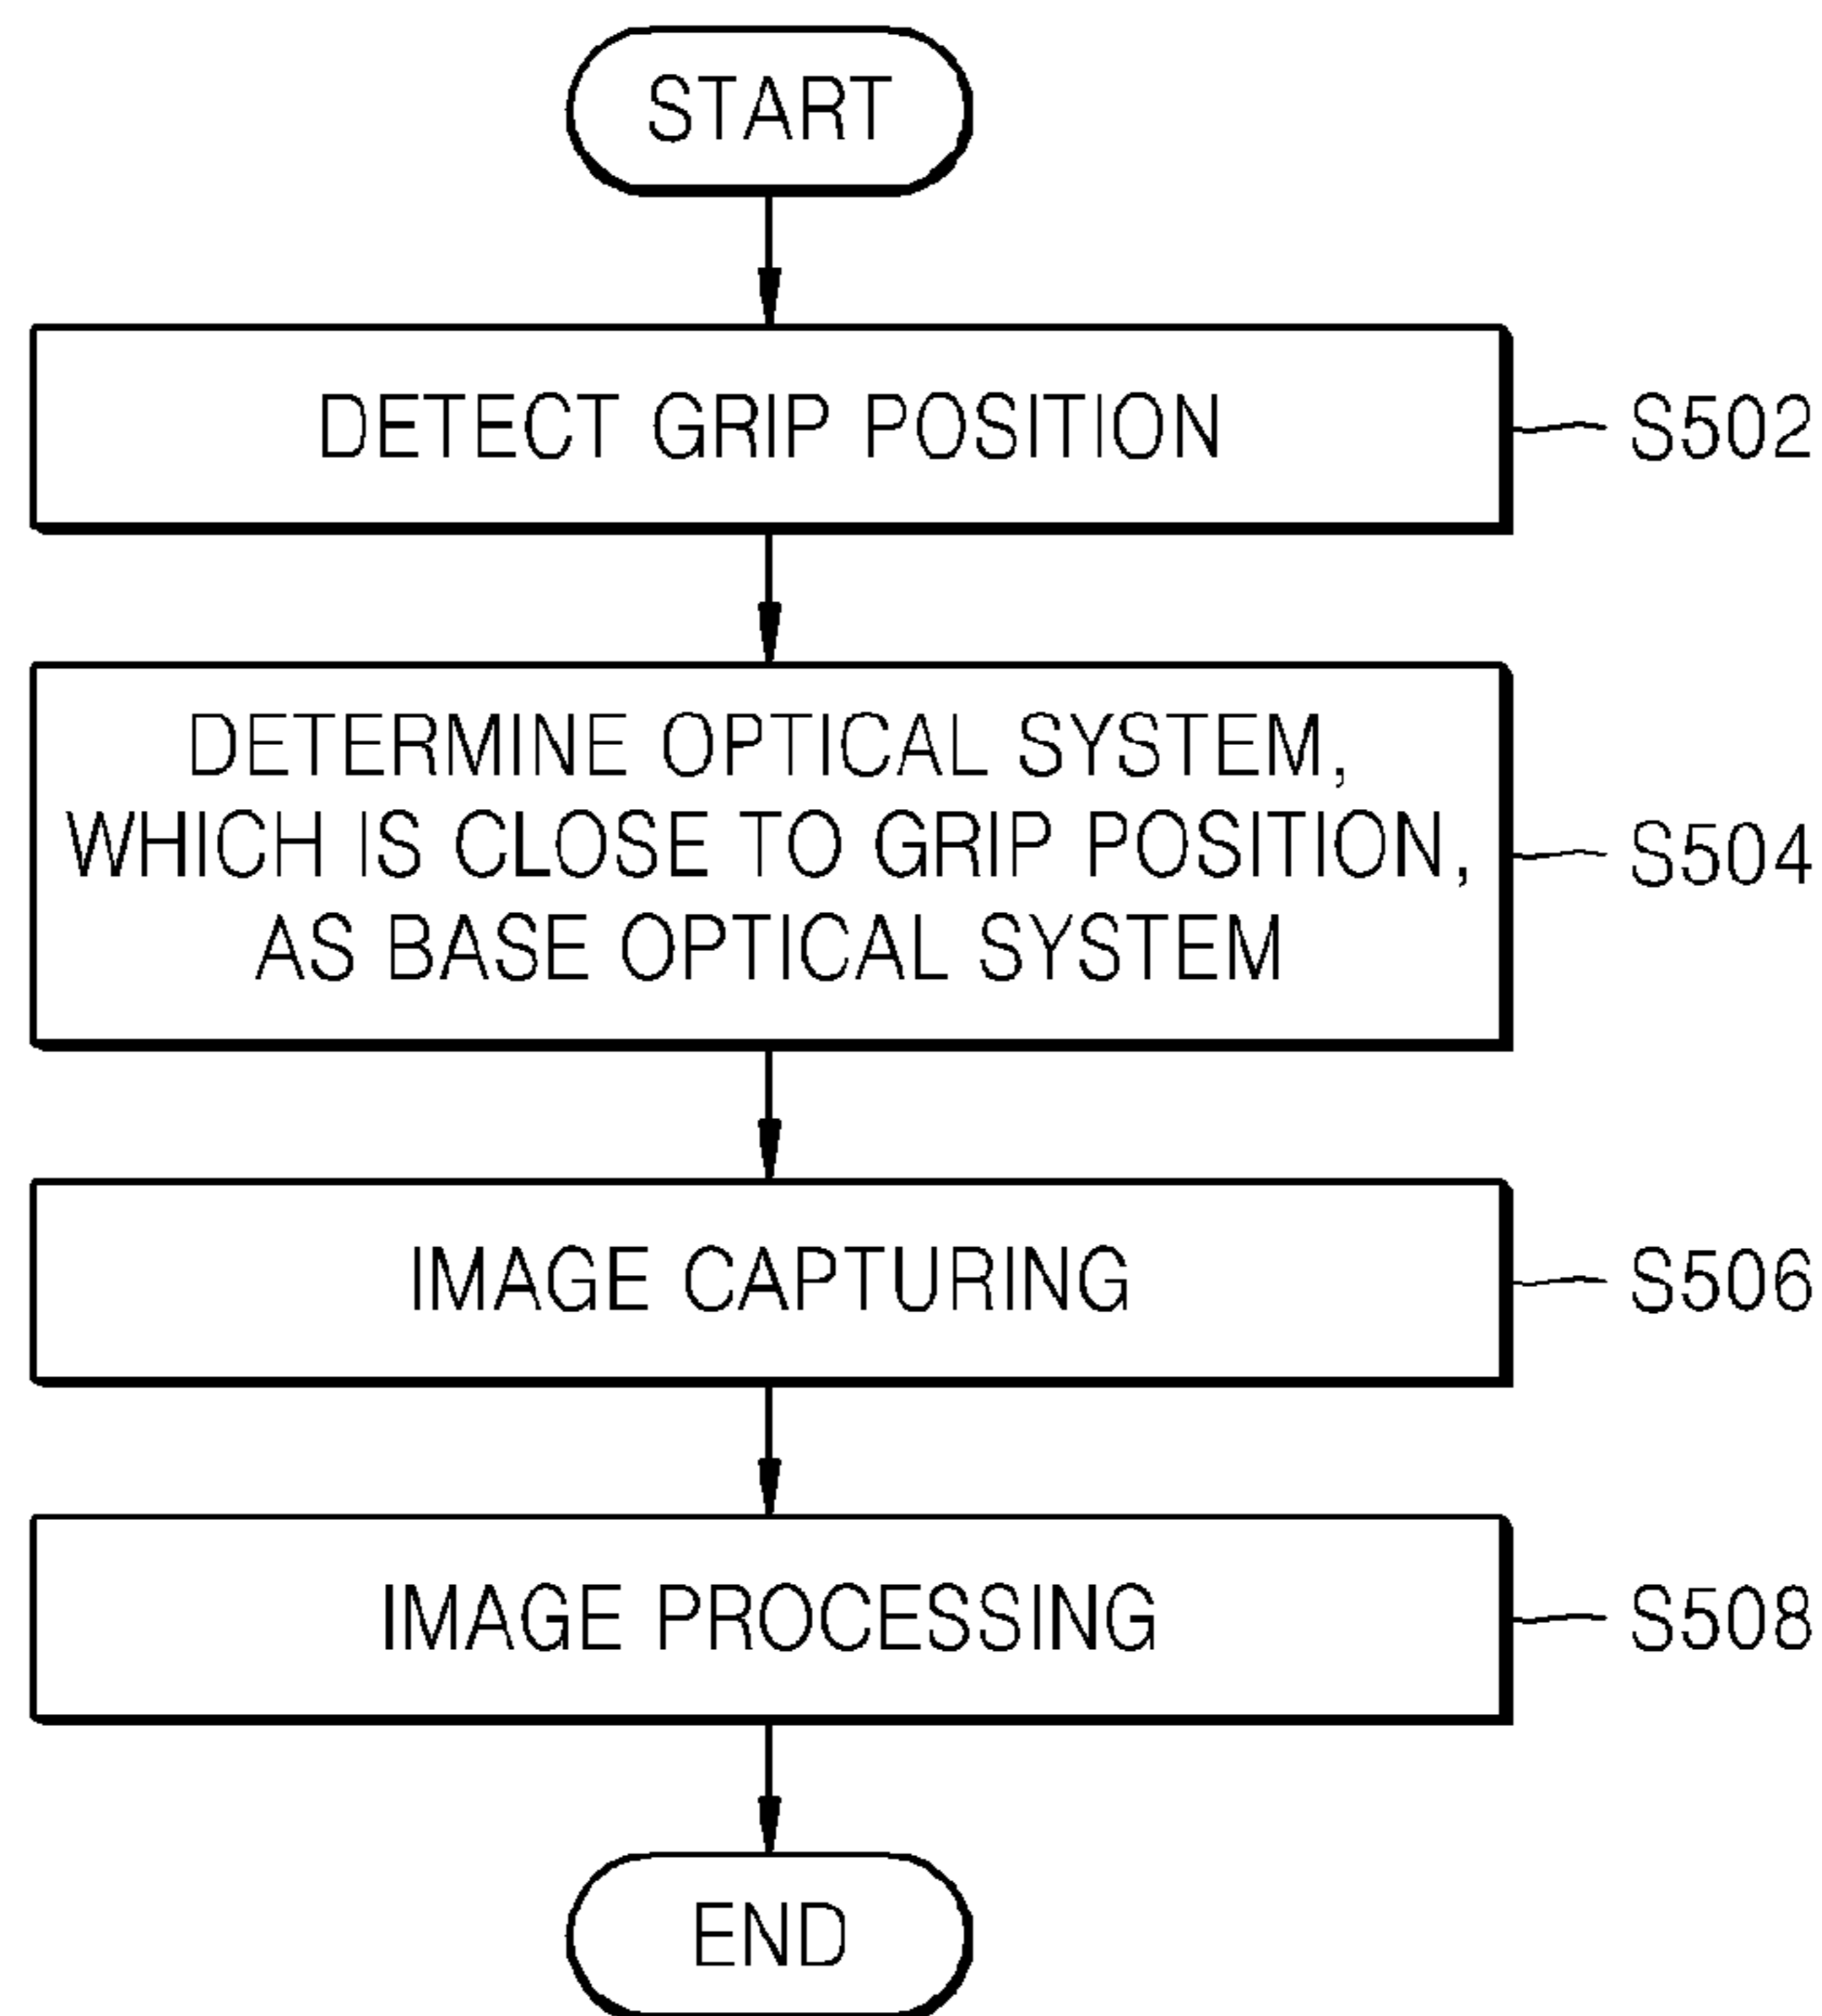 START
DETECT GRIP POSITION
S502
DETERMINE OPTICAL SYSTEM,
WHICH IS CLOSE TO GRIP POSITION,
AS BASE OPTICAL SYSTEM
S504
IMAGE CAPTURING
S506
IMAGE PROCESSING
S508
END